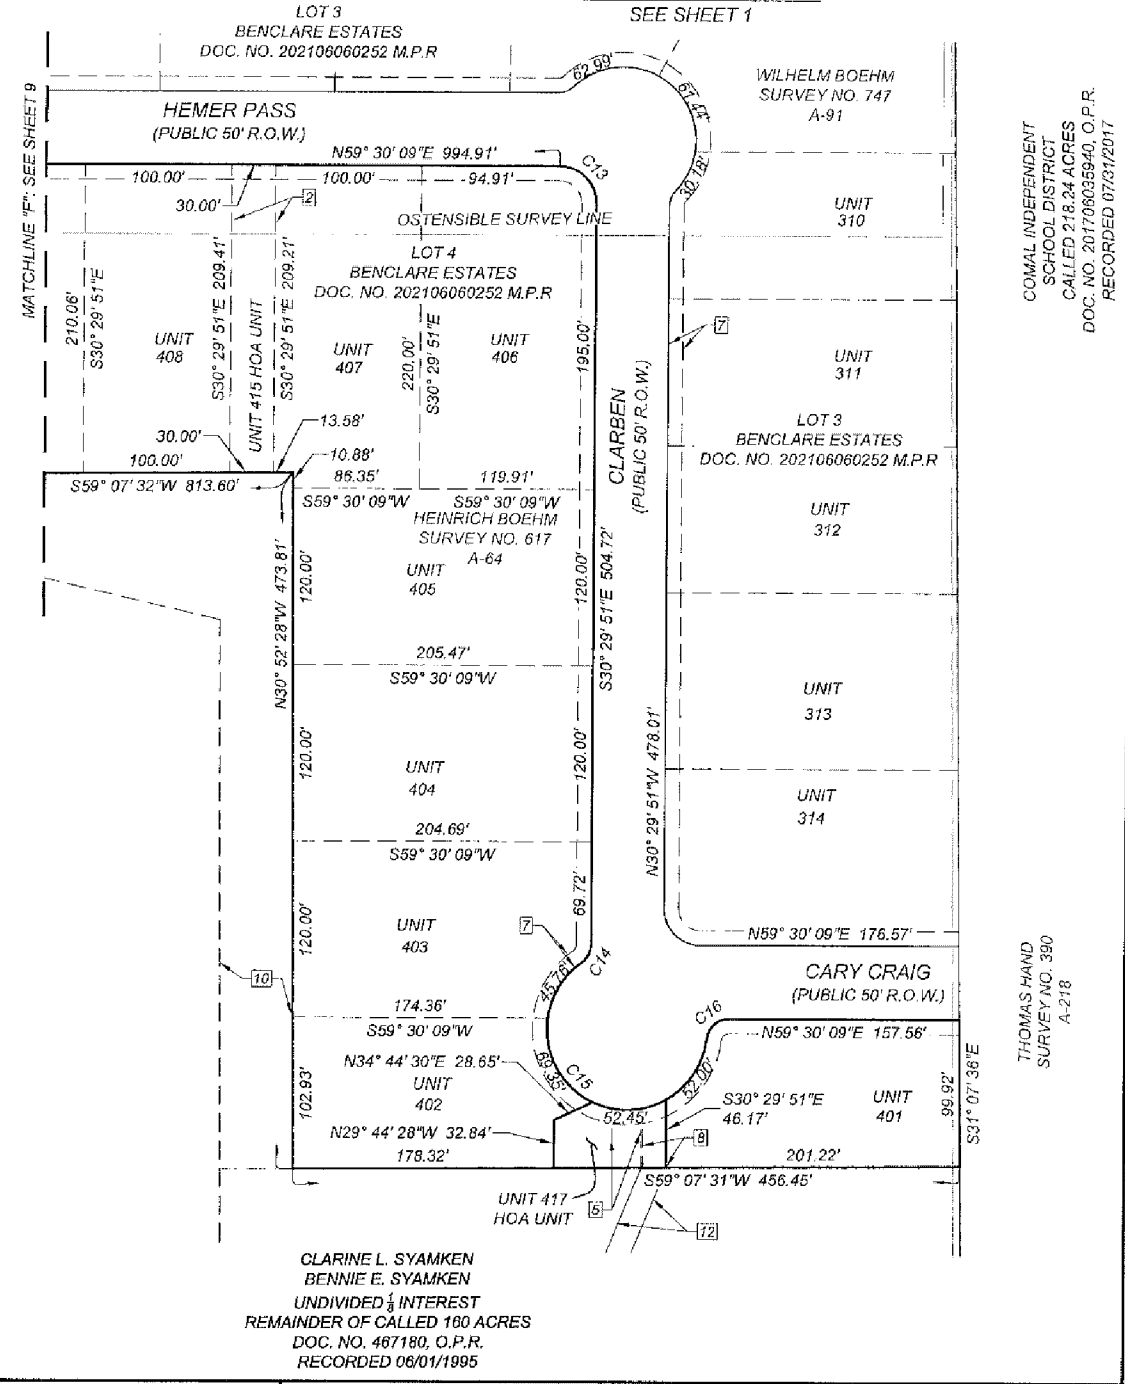 LOT 3
BENCLARE ESTATES
DOC. NO. 202106060252 M.P.R
SEE SHEET 1
62.99'
61.44'
30.18'
WILHELM BOEHM
SURVEY NO. 747
A-91
MATCHLINE "F": SEE SHEET 9
HEMER PASS
(PUBLIC 50' R.O.W.)
N59° 30' 09"E 994.91'
C13
100.00'
100.00'
94.91'
30.00'
2
OSTENSIBLE SURVEY LINE
UNIT
310
COMAL INDEPENDENT
SCHOOL DISTRICT
CALLED 218.24 ACRES
DOC. NO. 201706035940, O.P.R.
RECORDED 07/31/2017
LOT 4
BENCLARE ESTATES
DOC. NO. 202106060252 M.P.R
210.06'
S30° 29' 51"E
UNIT
408
S30° 29' 51"E 209.41'
UNIT 415 HOA UNIT
S30° 29' 51"E 209.21'
UNIT
407
220.00'
S30° 29' 51"E
UNIT
406
195.00'
CLARBEN
(PUBLIC 50' R.O.W.)
7
UNIT
311
LOT 3
BENCLARE ESTATES
DOC. NO. 202106060252 M.P.R
13.58'
30.00'
10.88'
100.00'
86.35'
119.91'
S59° 07' 32"W 813.60'
S59° 30' 09"W
S59° 30' 09"W
HEINRICH BOEHM
SURVEY NO. 617
A-64
UNIT
312
N30° 52' 28"W 473.81'
120.00'
UNIT
405
120.00'
S30° 29' 51"E 504.72'
205.47'
S59° 30' 09"W
UNIT
313
120.00'
UNIT
404
120.00'
N30° 29' 51"W 478.01'
UNIT
314
204.69'
S59° 30' 09"W
69.72'
120.00'
UNIT
403
7
C14
45.76'
N59° 30' 09"E 176.57'
CARY CRAIG
(PUBLIC 50' R.O.W.)
THOMAS HAND
SURVEY NO. 390
A-218
10
174.36'
S59° 30' 09"W
C16
N59° 30' 09"E 157.56'
N34° 44' 30"E 28.65'
69.35'
C15
52.00'
102.93'
UNIT
402
52.45'
S30° 29' 51"E
46.17'
UNIT
401
99.92'
S31° 07' 36"E
N29° 44' 28"W 32.84'
8
178.32'
201.22'
S59° 07' 31"W 456.45'
UNIT 417
HOA UNIT
5
12
CLARINE L. SYAMKEN
BENNIE E. SYAMKEN
UNDIVIDED 1/3 INTEREST
REMAINDER OF CALLED 160 ACRES
DOC. NO. 467180, O.P.R.
RECORDED 06/01/1995